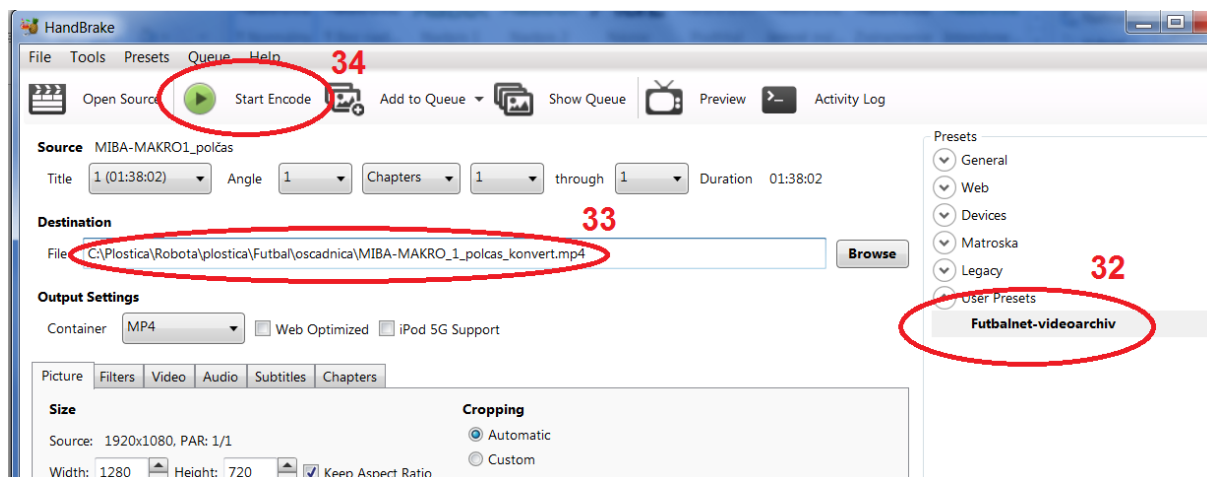 HandBrake
File Tools Presets Queue Help
34
Open Source Start Encode Add to Queue Show Queue Preview Activity Log
Source MIBA-MAKRO1_polčas
Title 1 (01:38:02) Angle 1 Chapters 1 through 1 Duration 01:38:02
Destination
33
File C:\Plostica\Robota\plostica\Futbal\oscadnica\MIBA-MAKRO_1_polcas_konvert.mp4 Browse
Output Settings
Container MP4 Web Optimized iPod 5G Support
Picture Filters Video Audio Subtitles Chapters
Size
Source: 1920x1080, PAR: 1/1
Width: 1280 Height: 720 Keep Aspect Ratio
Cropping
Automatic
Custom
Presets
General
Web
Devices
Matroska
Legacy
32
User Presets
Futbalnet-videoarchiv